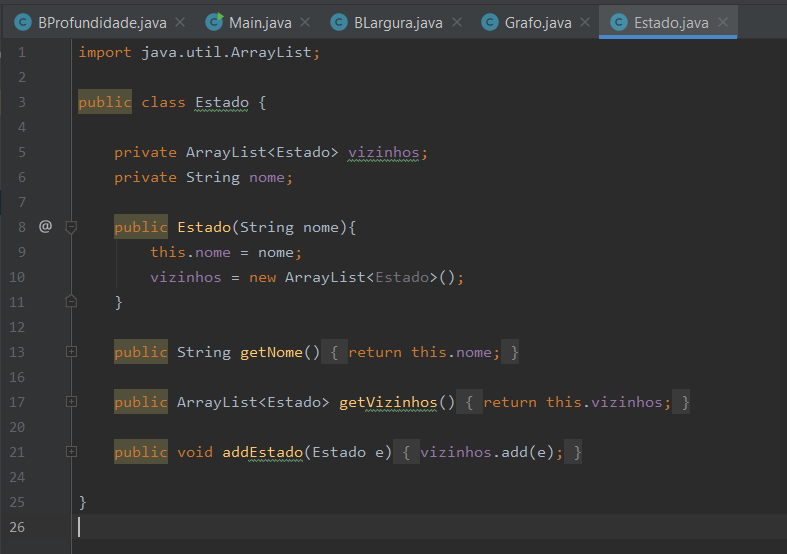 BProfundidade.java × Main.java × BLargura.java × Grafo.java × Estado.java ×
1 import java.util.ArrayList;
2
3 public class Estado {
4
5 private ArrayList<Estado> vizinhos;
6 private String nome;
7
8 @ public Estado(String nome){
9 this.nome = nome;
10 vizinhos = new ArrayList<Estado>();
11 }
12
13 public String getNome() { return this.nome; }
16
17 public ArrayList<Estado> getVizinhos() { return this.vizinhos; }
20
21 public void addEstado(Estado e) { vizinhos.add(e); }
24
25 }
26